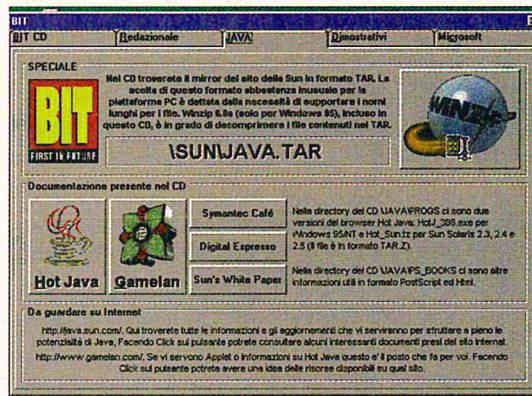 BIT
BIT CD
Redazionale
JAVA
Dimostrativi
Microsoft
SPECIALE
BIT
FIRST IN FUTURE
Nel CD troverete il mirror del sito delle Sun in formato TAR. La
scelta di questo formato abbastenza inusuale per la
piattaforma PC è dettata dalla necessità di supportare i nomi
lunghi per i file. Winzip 6.0a (solo per Windows 95), incluso in
questo CD, è in grado di decomprimere i file contenuti nel TAR.
\SUN\JAVA.TAR
WINZIP
Documentazione presente nel CD
Hot Java
Gamelan
Symantec Café
Digital Espresso
Sun's White Paper
Nelle directory del CD \JAVA\PROGS ci sono due
versioni del browser Hot Java: HotJ_386.exe per
Windows 95/NT e Hot_Sun.tz per Sun Solaris 2.3, 2.4 e
2.5 (il file è in formato TAR.Z).
Nella directory del CD \JAVA\PS_BOOKS ci sono altre
informazioni utili in formato PostScript ed Html.
Da guardare su Internet
http://java.sun.com/. Qui troverete tutte le informazioni e gli aggiornamenti che vi serviranno per sfruttare a pieno le
potenzialità di Java, Facendo Click sul pulsante potrete consultare alcuni interessanti documenti presi del sito internet.
http://www.gamelan.com/. Se vi servono Applet o informazioni su Hot Java questo e' il posto che fa per voi. Facendo
Click sul pulsante potrete avere una idea delle risorse disponibili su quel sito.